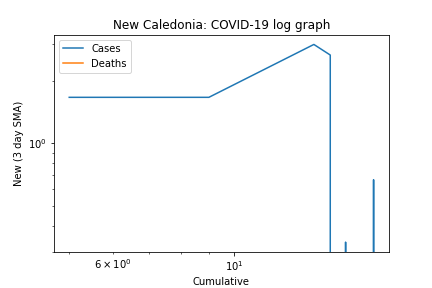 New Caledonia: COVID-19 log graph
Cases
Deaths
New (3 day SMA)
10⁰
6 × 10⁰
10¹
Cumulative